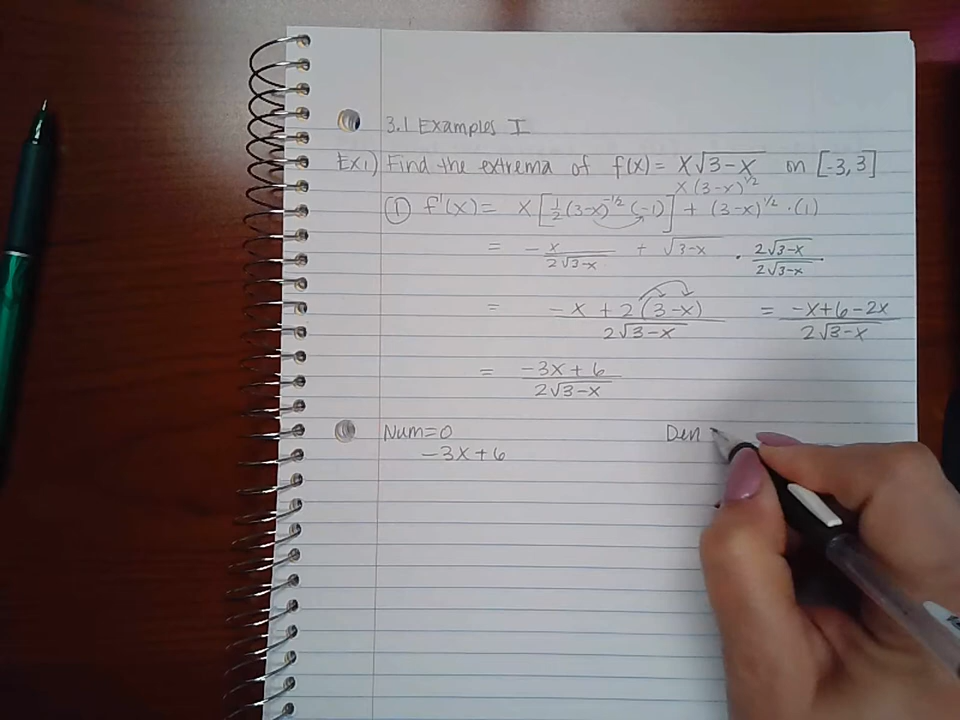 3.1 Examples I
Ex1) Find the extrema of f(x) = x√3-x on [-3, 3]
x(3-x)^1/2
① f'(x) = x [1/2 (3-x)^-1/2 (-1)] + (3-x)^1/2 · (1)
= -x/2√3-x + √3-x · 2√3-x/2√3-x
= -x + 2(3-x)/2√3-x = -x+6-2x/2√3-x
= -3x + 6/2√3-x
Num=0 Den
-3x+6